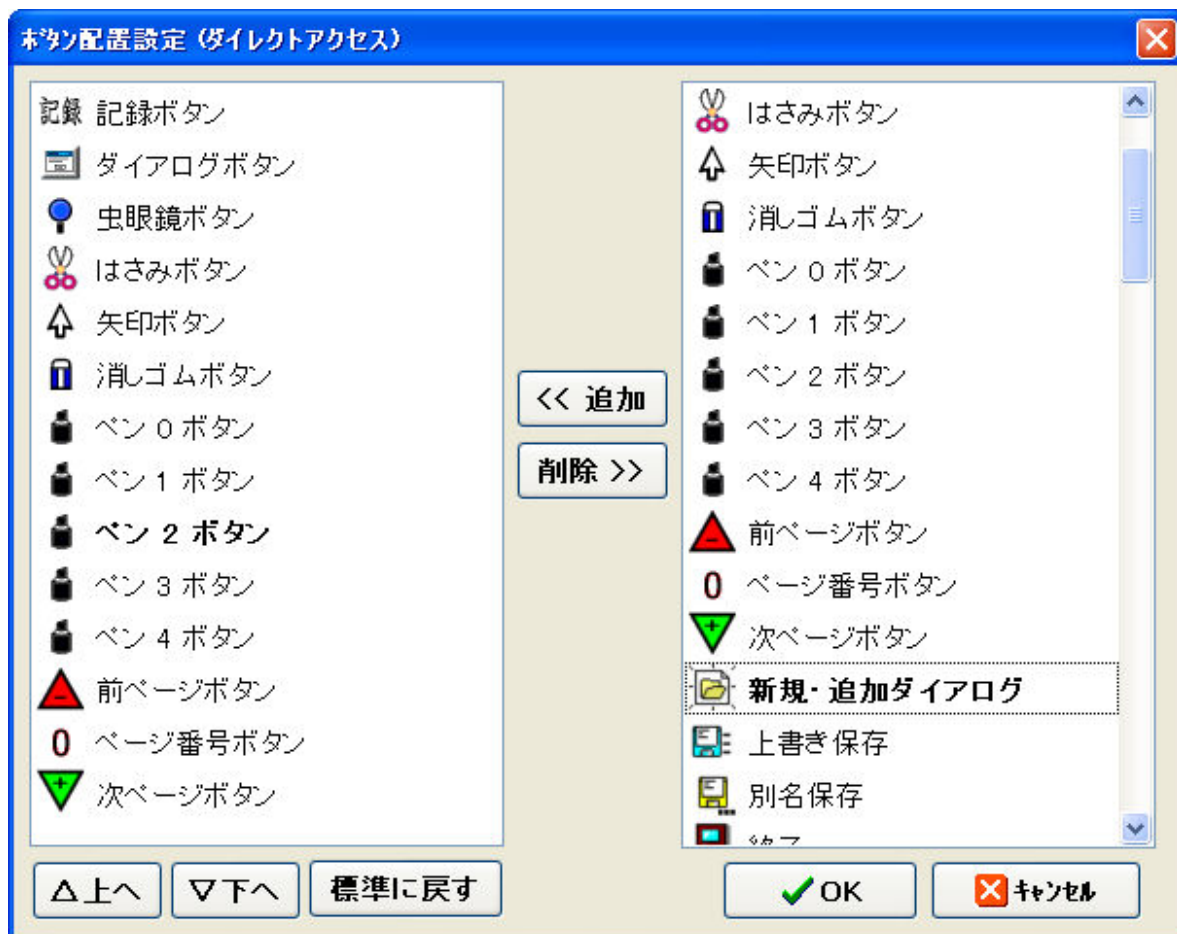 ボタン配置設定（ダイレクトアクセス）
記録 記録ボタン
ダイアログボタン
虫眼鏡ボタン
はさみボタン
矢印ボタン
消しゴムボタン
ペン 0 ボタン
ペン 1 ボタン
ペン 2 ボタン
ペン 3 ボタン
ペン 4 ボタン
前ページボタン
0 ページ番号ボタン
次ページボタン
<< 追加
削除 >>
はさみボタン
矢印ボタン
消しゴムボタン
ペン 0 ボタン
ペン 1 ボタン
ペン 2 ボタン
ペン 3 ボタン
ペン 4 ボタン
前ページボタン
0 ページ番号ボタン
次ページボタン
新規・追加ダイアログ
上書き保存
別名保存
△上へ
▽下へ
標準に戻す
OK
キャンセル